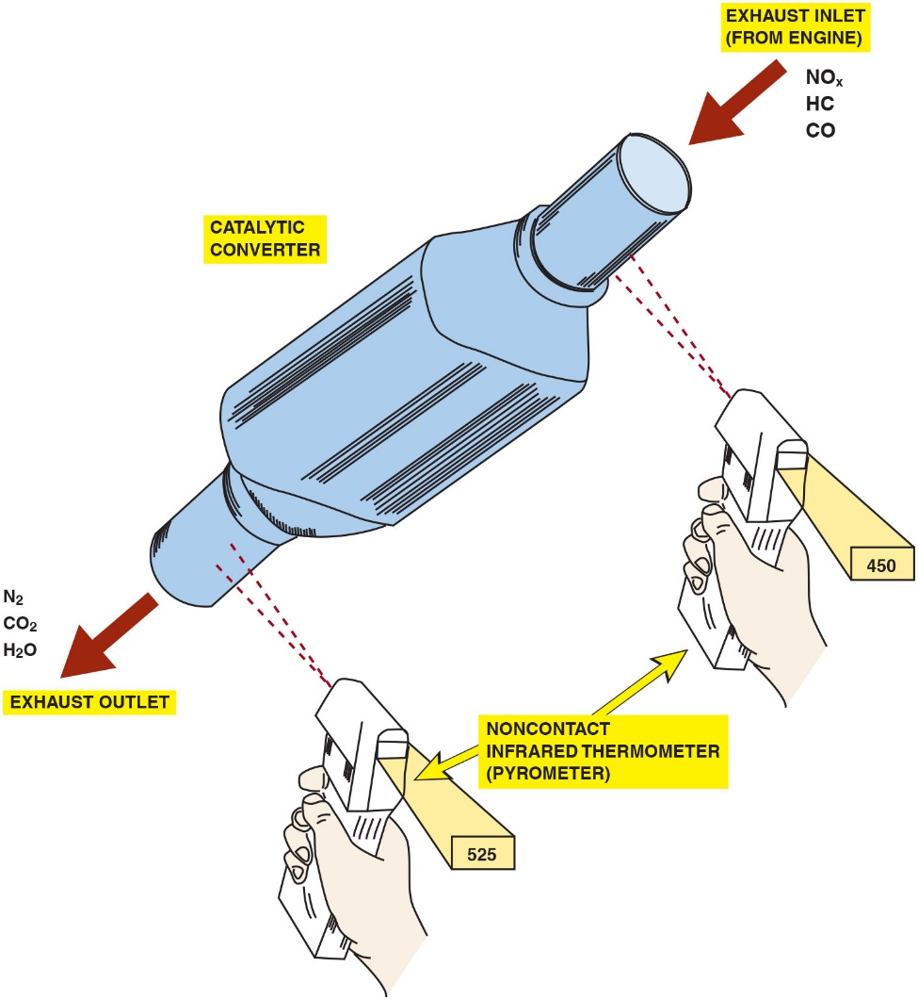 EXHAUST INLET
(FROM ENGINE)
NOₓ
HC
CO
CATALYTIC
CONVERTER
450
N₂
CO₂
H₂O
EXHAUST OUTLET
NONCONTACT
INFRARED THERMOMETER
(PYROMETER)
525